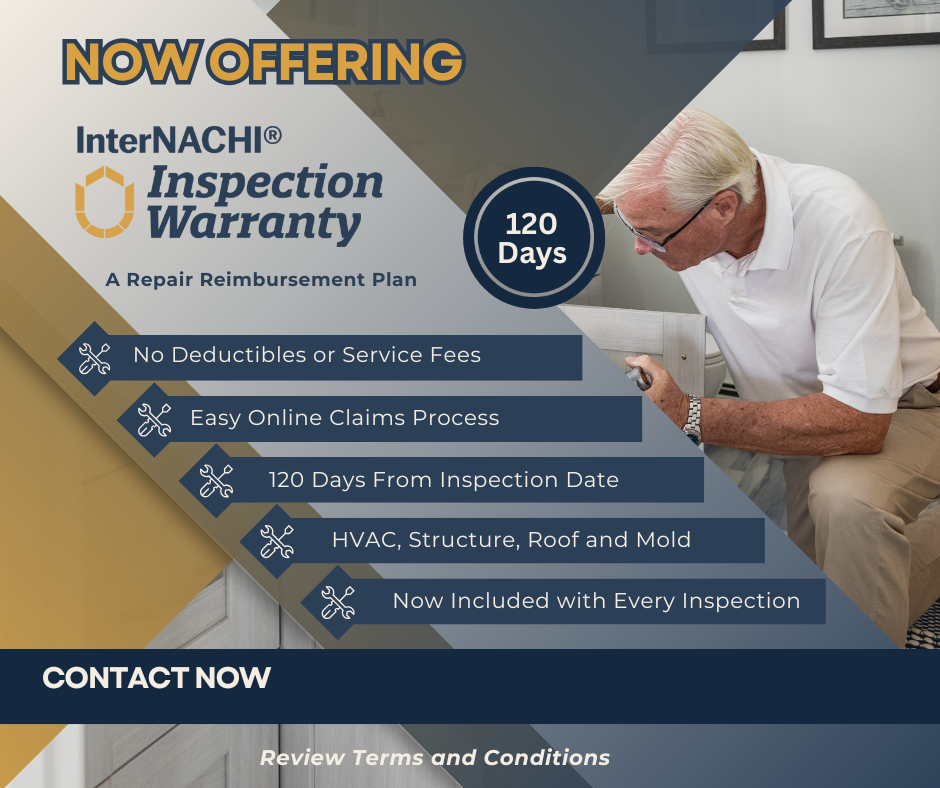 NOW OFFERING
InterNACHI®
Inspection
Warranty
A Repair Reimbursement Plan
120
Days
No Deductibles or Service Fees
Easy Online Claims Process
120 Days From Inspection Date
HVAC, Structure, Roof and Mold
Now Included with Every Inspection
CONTACT NOW
Review Terms and Conditions